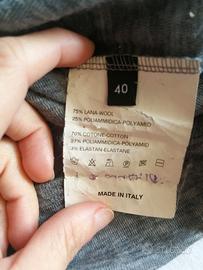 40
75% LANA-WOOL
25% POLIAMMIDICA-POLYAMID
70% COTONE-COTTON
27% POLIAMMIDICA-POLYAMID
3% ELASTAN-ELASTANE
MADE IN ITALY